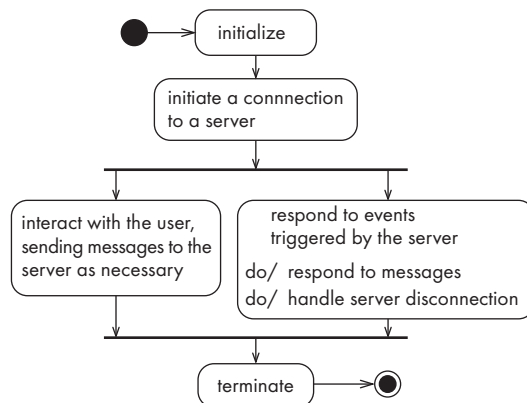 initialize
initiate a connnection
to a server
interact with the user,
sending messages to the
server as necessary
respond to events
triggered by the server
do/ respond to messages
do/ handle server disconnection
terminate